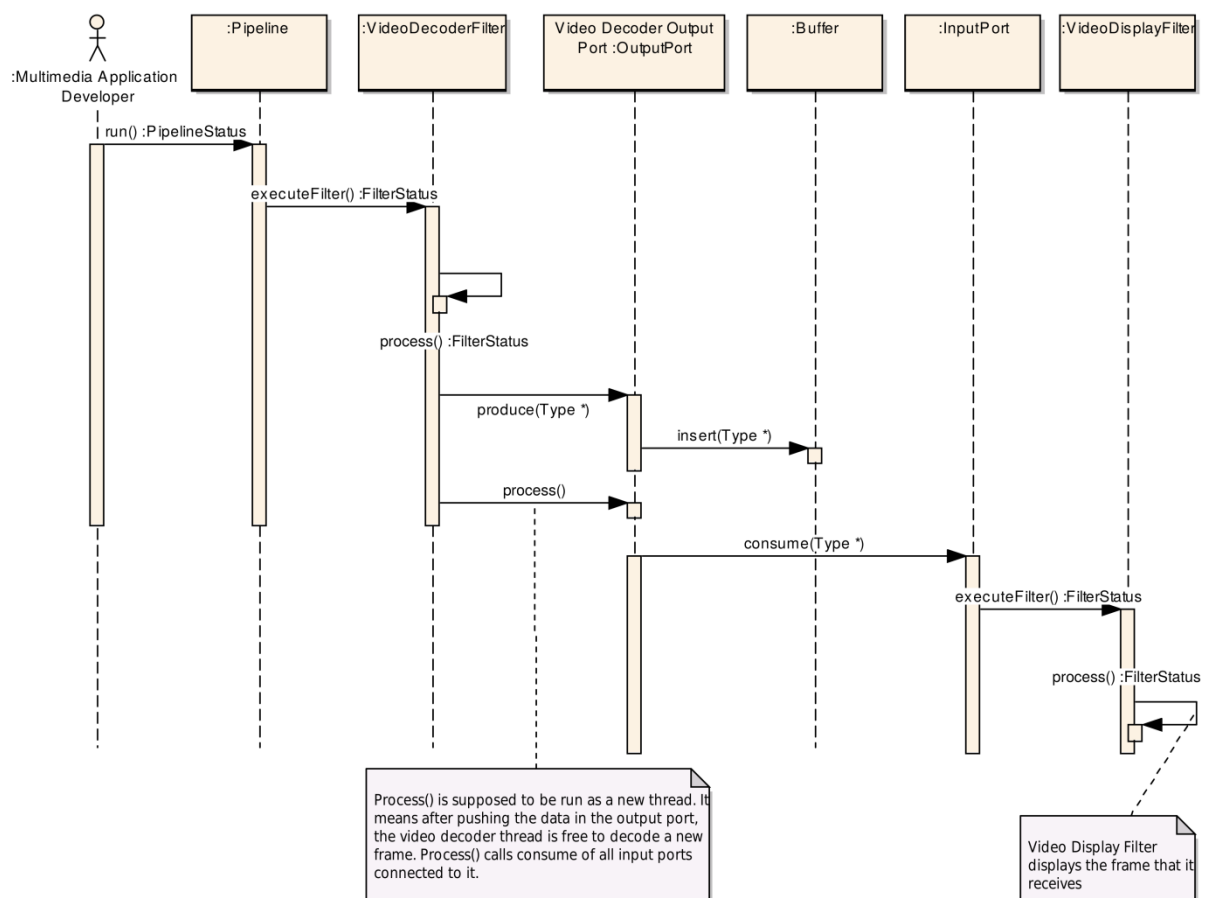 :Pipeline
:VideoDecoderFilter
Video Decoder Output
Port :OutputPort
:Buffer
:InputPort
:VideoDisplayFilter
:Multimedia Application
Developer
run() :PipelineStatus
executeFilter() :FilterStatus
process() :FilterStatus
produce(Type *)
insert(Type *)
process()
consume(Type *)
executeFilter() :FilterStatus
process() :FilterStatus
Process() is supposed to be run as a new thread. It
means after pushing the data in the output port,
the video decoder thread is free to decode a new
frame. Process() calls consume of all input ports
connected to it.
Video Display Filter
displays the frame that it
receives